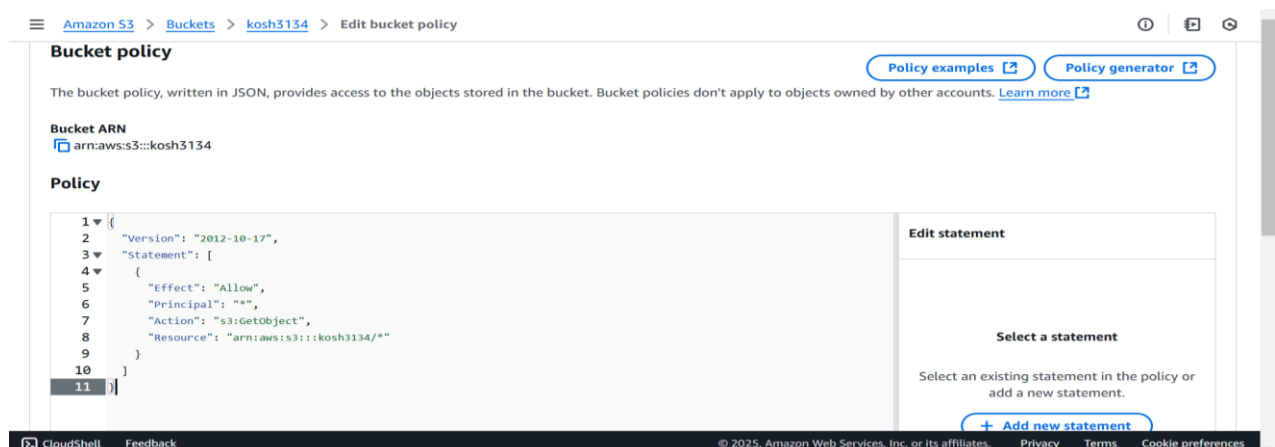 Amazon S3 > Buckets > kosh3134 > Edit bucket policy
Bucket policy
Policy examples
Policy generator
The bucket policy, written in JSON, provides access to the objects stored in the bucket. Bucket policies don't apply to objects owned by other accounts. Learn more
Bucket ARN
arn:aws:s3:::kosh3134
Policy
1 {
2 "Version": "2012-10-17",
3 "Statement": [
4 {
5 "Effect": "Allow",
6 "Principal": "*",
7 "Action": "s3:GetObject",
8 "Resource": "arn:aws:s3:::kosh3134/*"
9 }
10 ]
11 }
Edit statement
Select a statement
Select an existing statement in the policy or
add a new statement.
+ Add new statement
CloudShell Feedback © 2025, Amazon Web Services, Inc. or its affiliates. Privacy Terms Cookie preferences